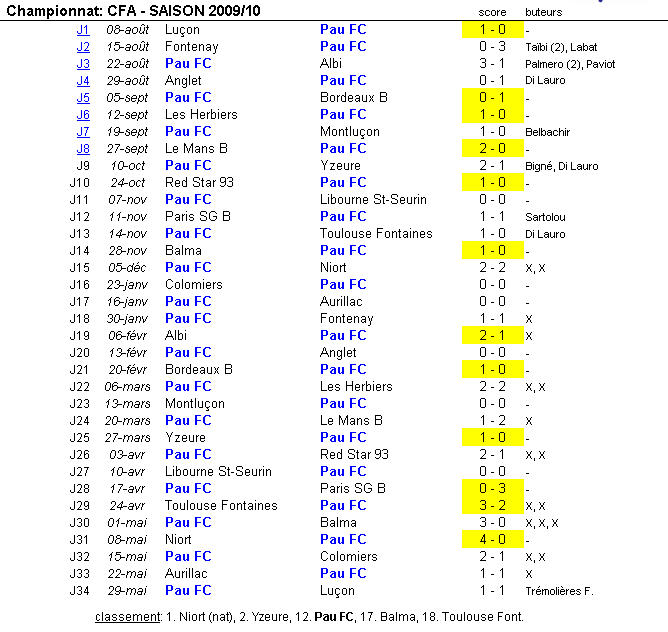 Championnat: CFA - SAISON 2009/10 score buteurs
J1 08-août Luçon Pau FC 1 - 0 -
J2 15-août Fontenay Pau FC 0 - 3 Taïbi (2), Labat
J3 22-août Pau FC Albi 3 - 1 Palmero (2), Paviot
J4 29-août Anglet Pau FC 0 - 1 Di Lauro
J5 05-sept Pau FC Bordeaux B 0 - 1 -
J6 12-sept Les Herbiers Pau FC 1 - 0 -
J7 19-sept Pau FC Montluçon 1 - 0 Belbachir
J8 27-sept Le Mans B Pau FC 2 - 0 -
J9 10-oct Pau FC Yzeure 2 - 1 Bigné, Di Lauro
J10 24-oct Red Star 93 Pau FC 1 - 0 -
J11 07-nov Pau FC Libourne St-Seurin 0 - 0 -
J12 11-nov Paris SG B Pau FC 1 - 1 Sartolou
J13 14-nov Pau FC Toulouse Fontaines 1 - 0 Di Lauro
J14 28-nov Balma Pau FC 1 - 0 -
J15 05-déc Pau FC Niort 2 - 2 X, X
J16 23-janv Colomiers Pau FC 0 - 0 -
J17 16-janv Pau FC Aurillac 0 - 0 -
J18 30-janv Pau FC Fontenay 1 - 1 X
J19 06-févr Albi Pau FC 2 - 1 X
J20 13-févr Pau FC Anglet 0 - 0 -
J21 20-févr Bordeaux B Pau FC 1 - 0 -
J22 06-mars Pau FC Les Herbiers 2 - 2 X, X
J23 13-mars Montluçon Pau FC 0 - 0 -
J24 20-mars Pau FC Le Mans B 1 - 2 X
J25 27-mars Yzeure Pau FC 1 - 0 -
J26 03-avr Pau FC Red Star 93 2 - 1 X, X
J27 10-avr Libourne St-Seurin Pau FC 0 - 0 -
J28 17-avr Pau FC Paris SG B 0 - 3 -
J29 24-avr Toulouse Fontaines Pau FC 3 - 2 X, X
J30 01-mai Pau FC Balma 3 - 0 X, X, X
J31 08-mai Niort Pau FC 4 - 0 -
J32 15-mai Pau FC Colomiers 2 - 1 X, X
J33 22-mai Aurillac Pau FC 1 - 1 X
J34 29-mai Pau FC Luçon 1 - 1 Trémolières F.
classement: 1. Niort (nat), 2. Yzeure, 12. Pau FC, 17. Balma, 18. Toulouse Font.